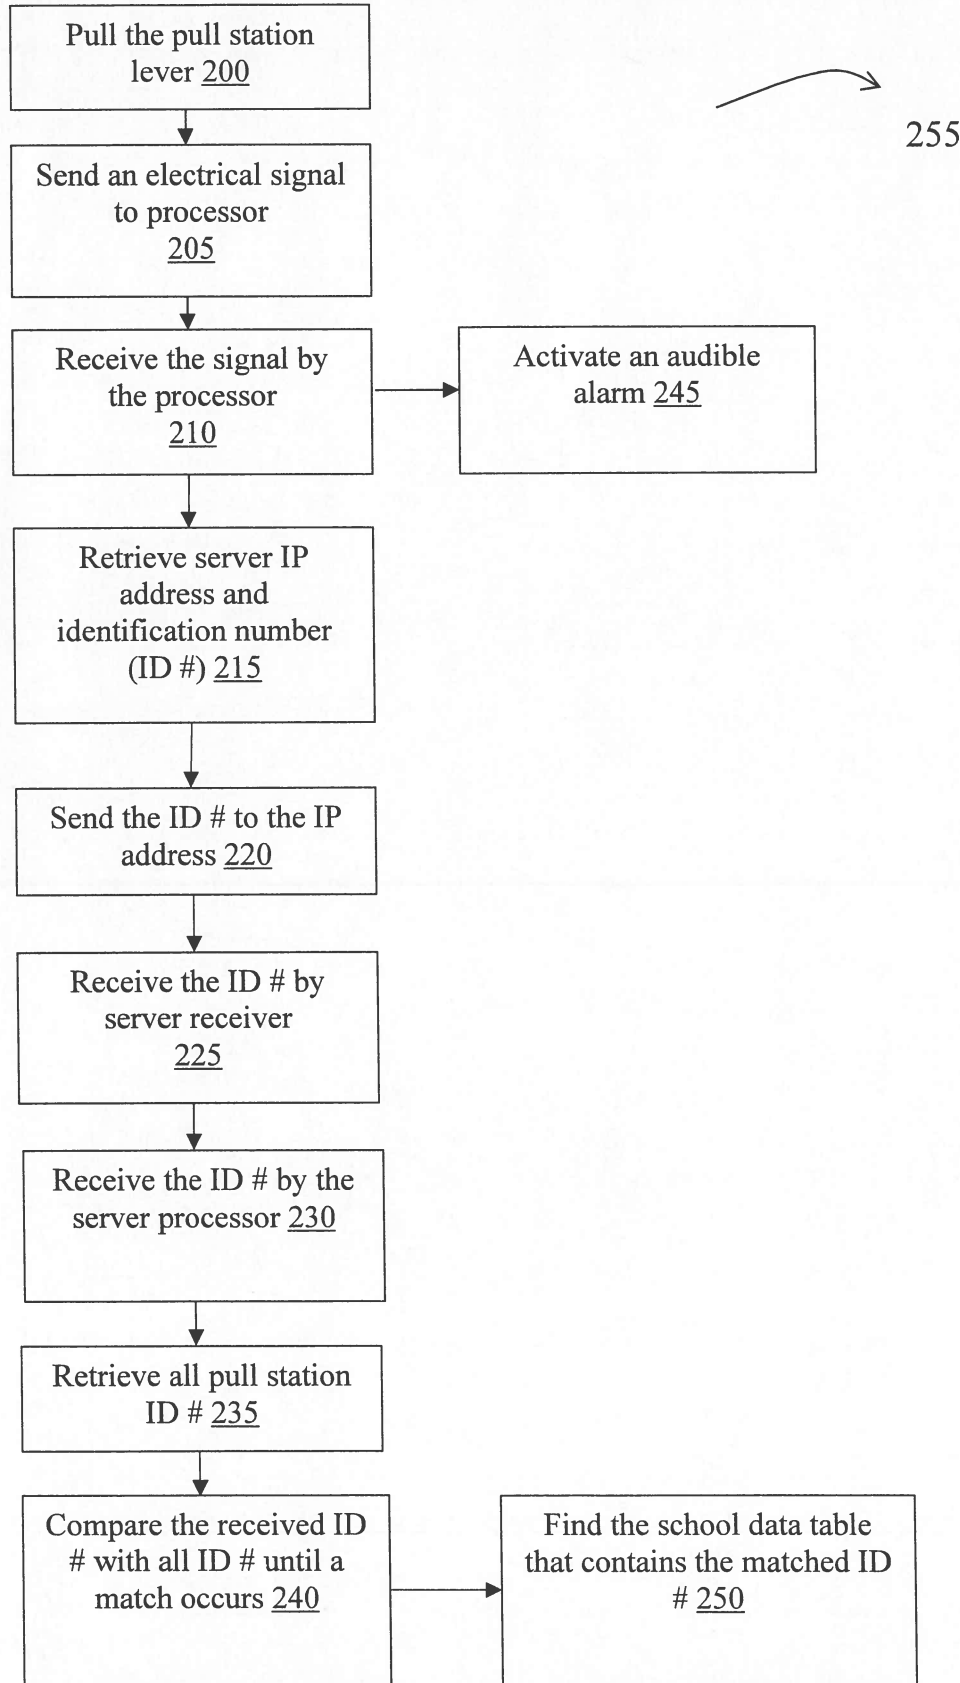 Pull the pull station
lever 200
255
Send an electrical signal
to processor
205
Receive the signal by
the processor
210
Activate an audible
alarm 245
Retrieve server IP
address and
identification number
(ID #) 215
Send the ID # to the IP
address 220
Receive the ID # by
server receiver
225
Receive the ID # by the
server processor 230
Retrieve all pull station
ID # 235
Compare the received ID
# with all ID # until a
match occurs 240
Find the school data table
that contains the matched ID
# 250